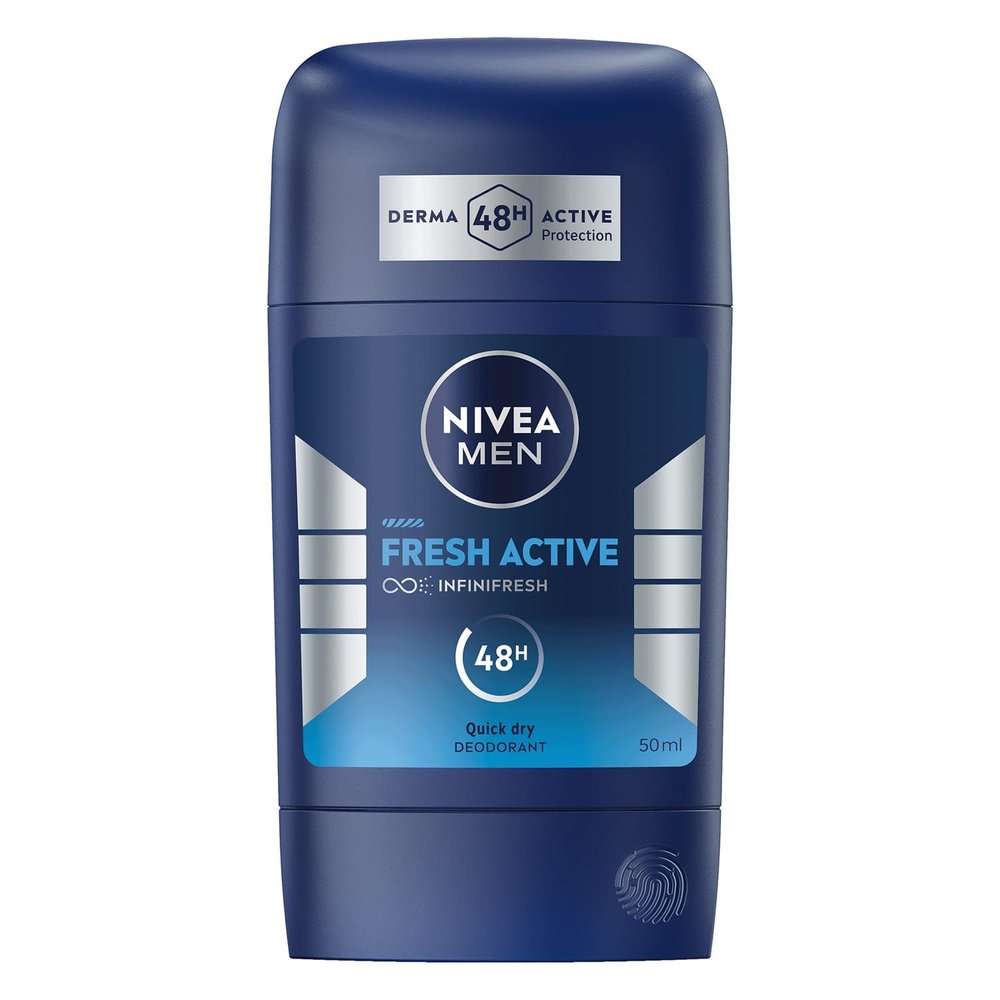 DERMA 48H ACTIVE
Protection
NIVEA
MEN
FRESH ACTIVE
INFINIFRESH
48H
Quick dry
DEODORANT
50ml